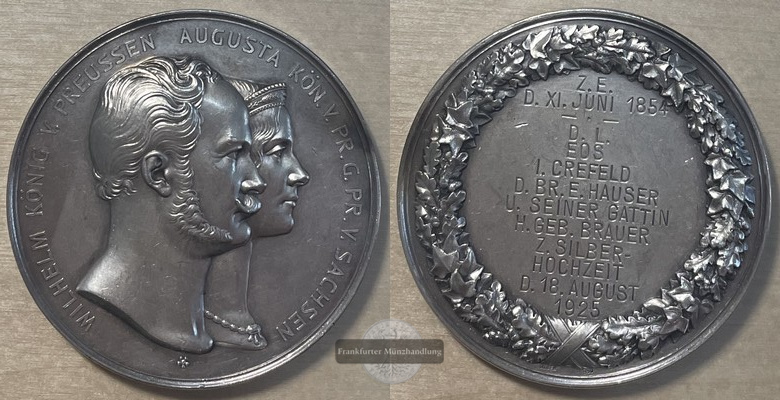 WILHELM KÖNIG V. PREUSSEN AUGUSTA KÖN. V. PR. G. PR. V. SACHSEN
Z. E.
D. XI. JUNI 1854
D. L.
EOS
I. CREFELD
D. BR. E. HAUSER
U. SEINER GATTIN
H. GEB. BRAUER
Z. SILBER-
HOCHZEIT
D. 18. AUGUST
1925
Frankfurter Münzhandlung